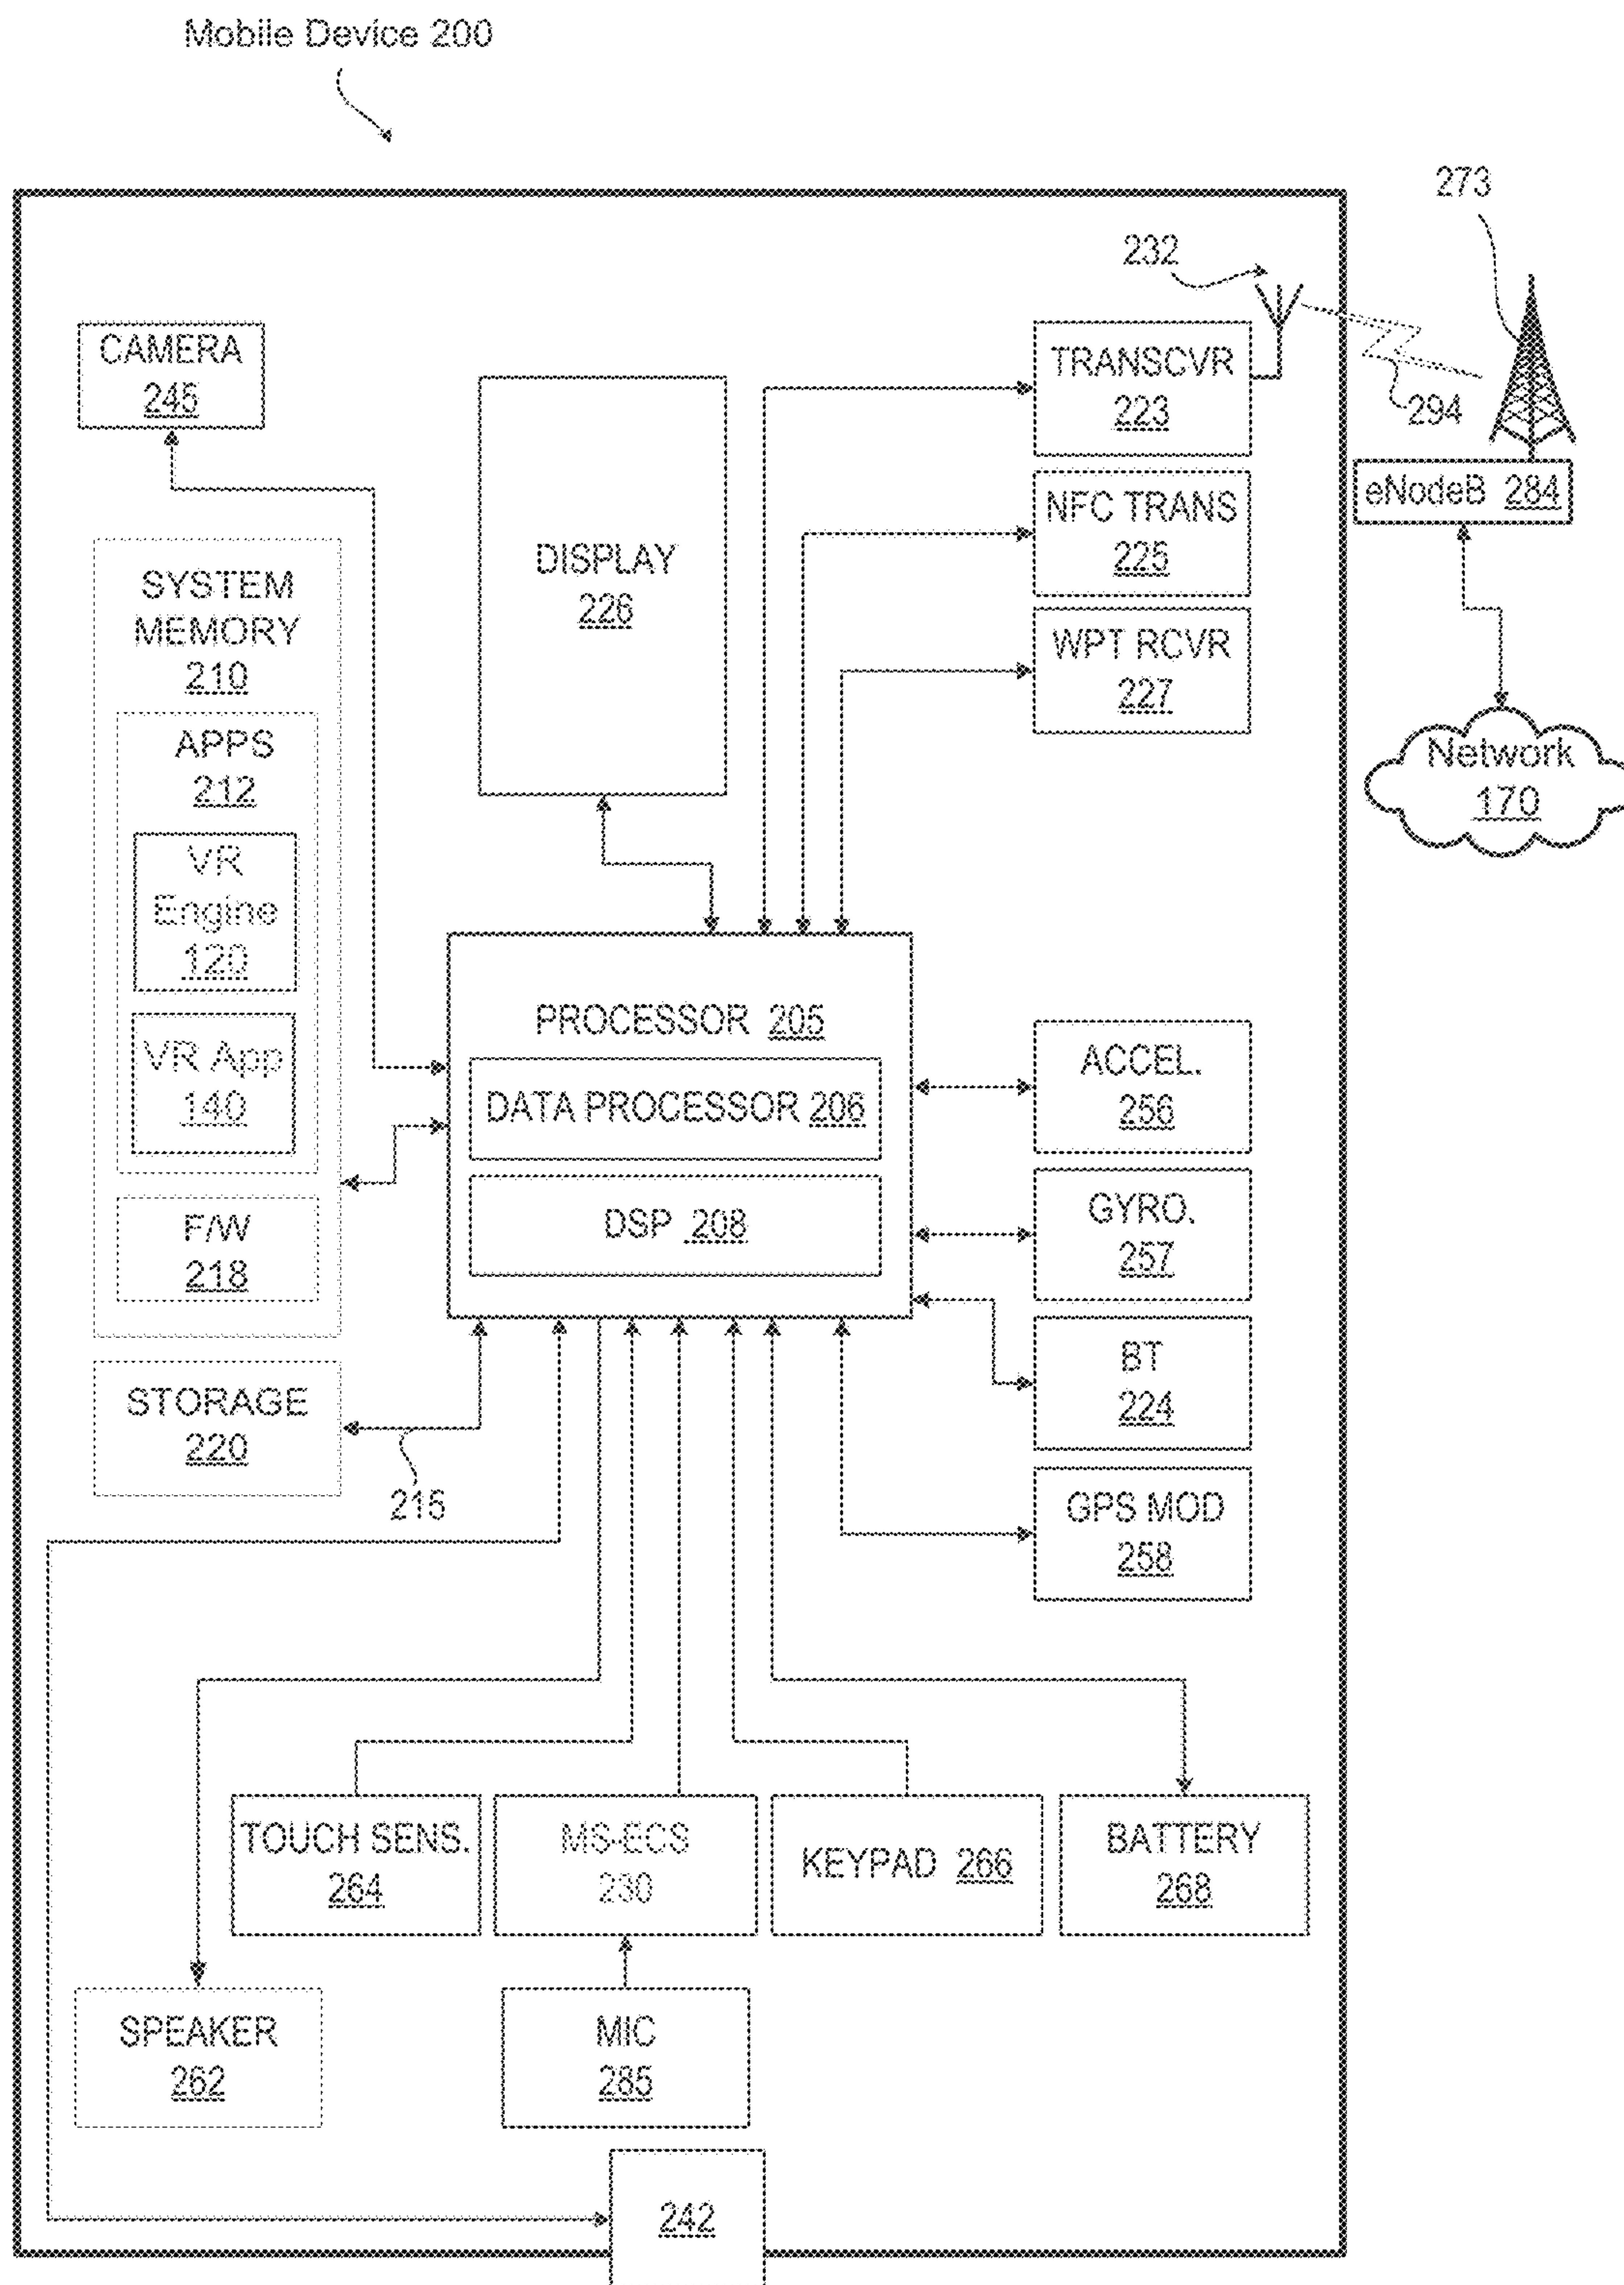 Mobile Device 200
273
232
CAMERA
245
TRANSCVR
223
294
DISPLAY
226
NFC TRANS
225
eNodeB 284
SYSTEM
MEMORY
210
WPT RCVR
227
APPS
212
Network
170
VR
Engine
120
VR App
140
F/W
218
PROCESSOR 205
DATA PROCESSOR 206
DSP 208
ACCEL.
256
GYRO.
257
BT
224
STORAGE
220
215
GPS MOD
258
TOUCH SENS.
264
MS-ECS
230
KEYPAD 266
BATTERY
268
SPEAKER
262
MIC
285
242